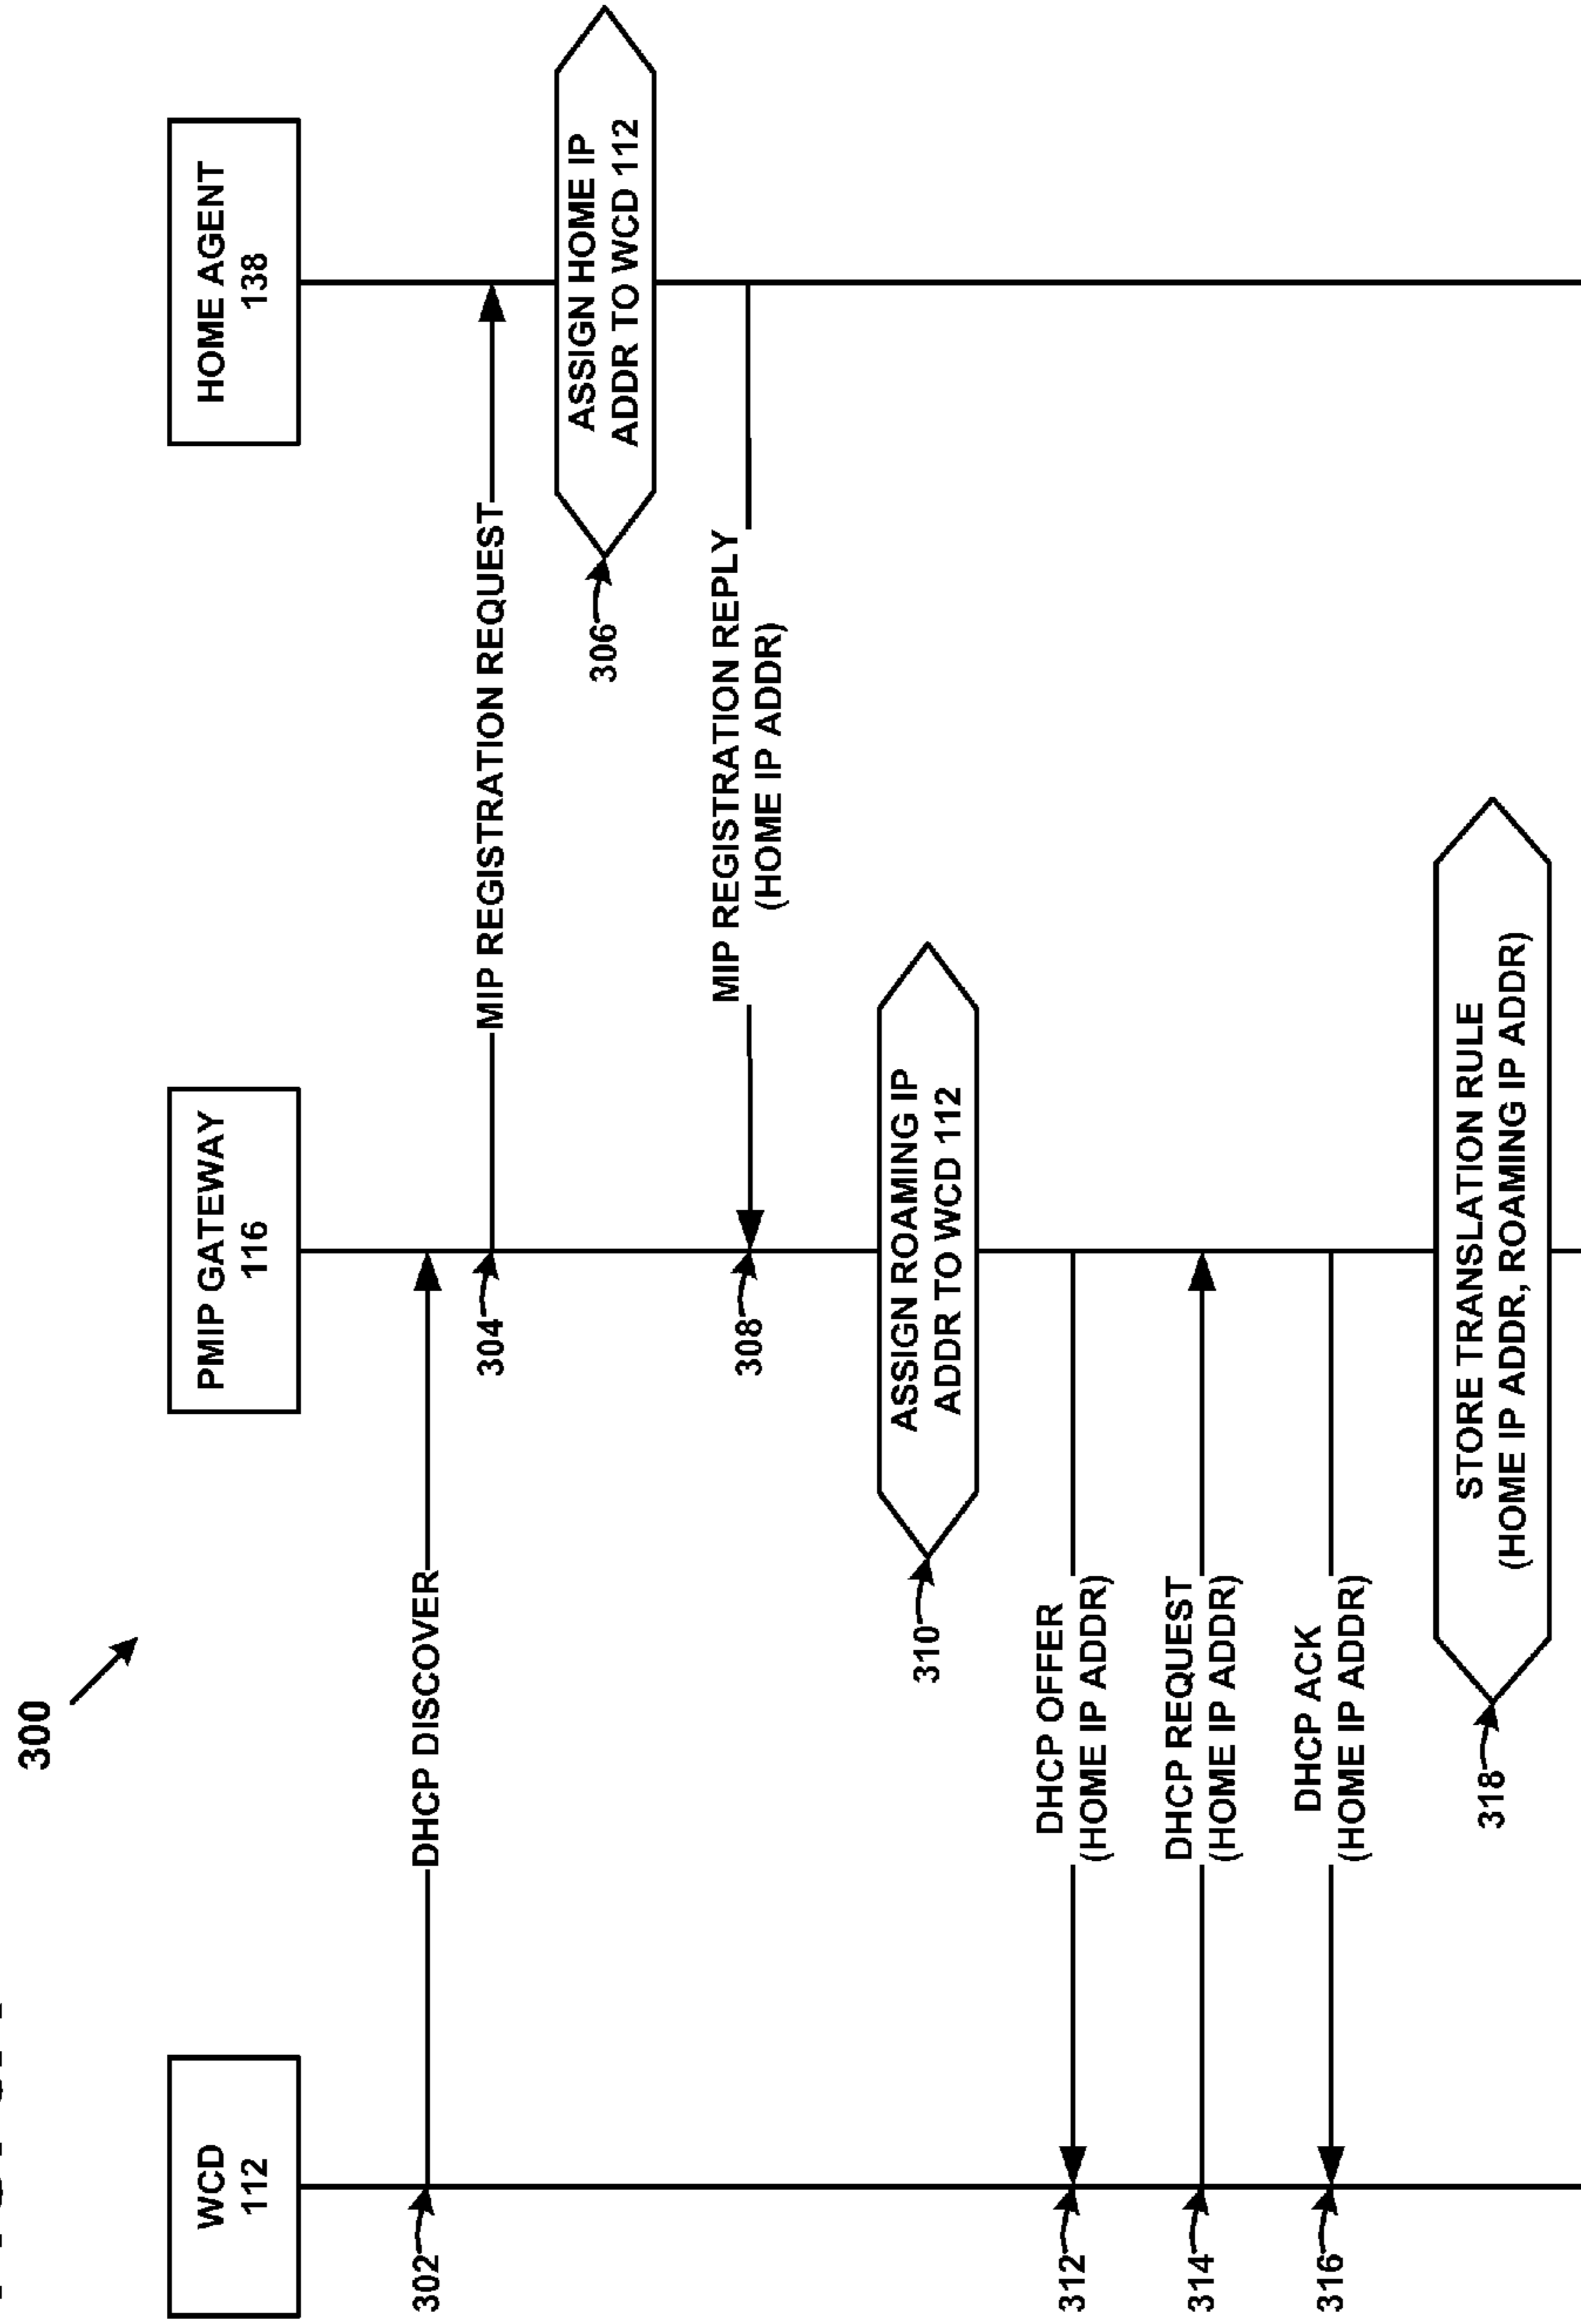 300
WCD
112
PMIP GATEWAY
116
HOME AGENT
138
302
DHCP DISCOVER
304
MIP REGISTRATION REQUEST
306
ASSIGN HOME IP
ADDR TO WCD 112
308
MIP REGISTRATION REPLY
(HOME IP ADDR)
310
ASSIGN ROAMING IP
ADDR TO WCD 112
312
DHCP OFFER
(HOME IP ADDR)
314
DHCP REQUEST
(HOME IP ADDR)
316
DHCP ACK
(HOME IP ADDR)
318
STORE TRANSLATION RULE
(HOME IP ADDR, ROAMING IP ADDR)